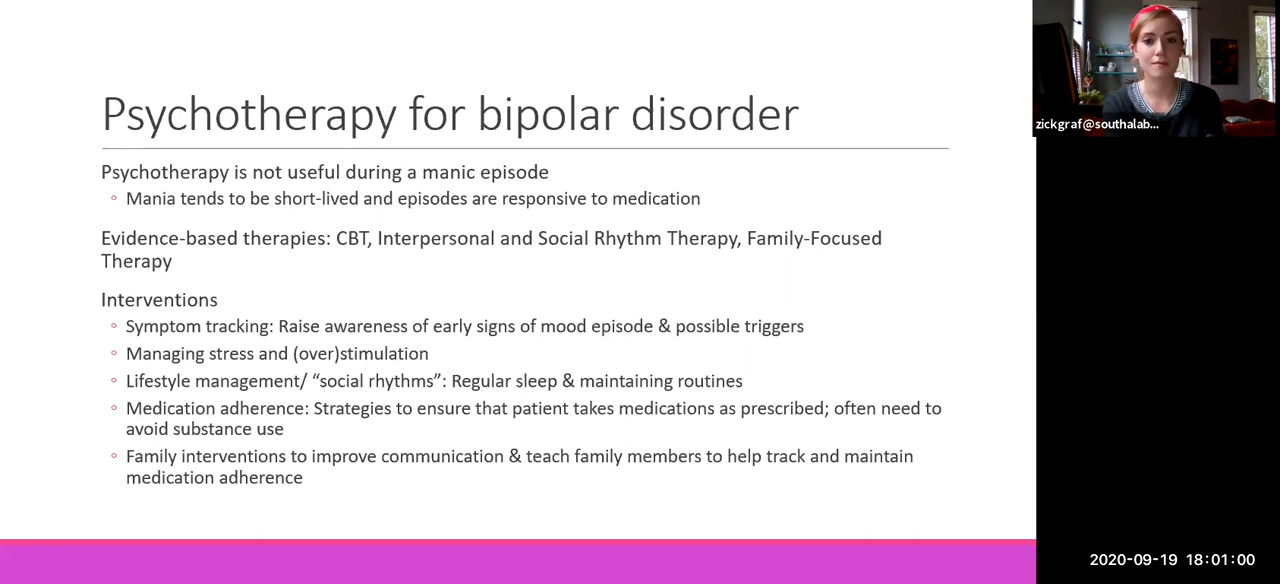 Psychotherapy for bipolar disorder
Psychotherapy is not useful during a manic episode
Mania tends to be short-lived and episodes are responsive to medication
Evidence-based therapies: CBT, Interpersonal and Social Rhythm Therapy, Family-Focused
Therapy
Interventions
Symptom tracking: Raise awareness of early signs of mood episode & possible triggers
Managing stress and (over)stimulation
Lifestyle management/ “social rhythms”: Regular sleep & maintaining routines
Medication adherence: Strategies to ensure that patient takes medications as prescribed; often need to
avoid substance use
Family interventions to improve communication & teach family members to help track and maintain
medication adherence
zickgraf@southalab...
2020-09-19 18:01:00